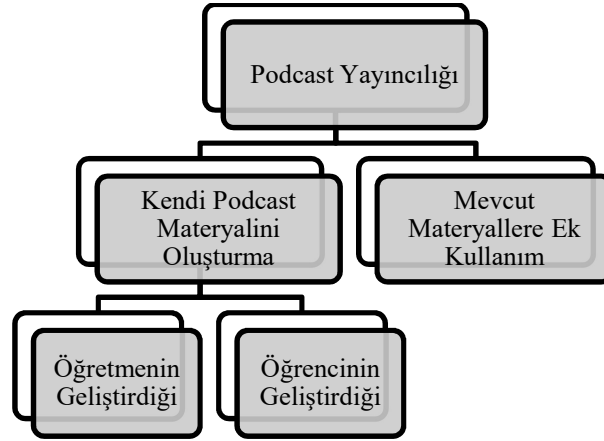 Podcast Yayıncılığı
Kendi Podcast
Materyalini
Oluşturma
Mevcut
Materyallere Ek
Kullanım
Öğretmenin
Geliştirdiği
Öğrencinin
Geliştirdiği